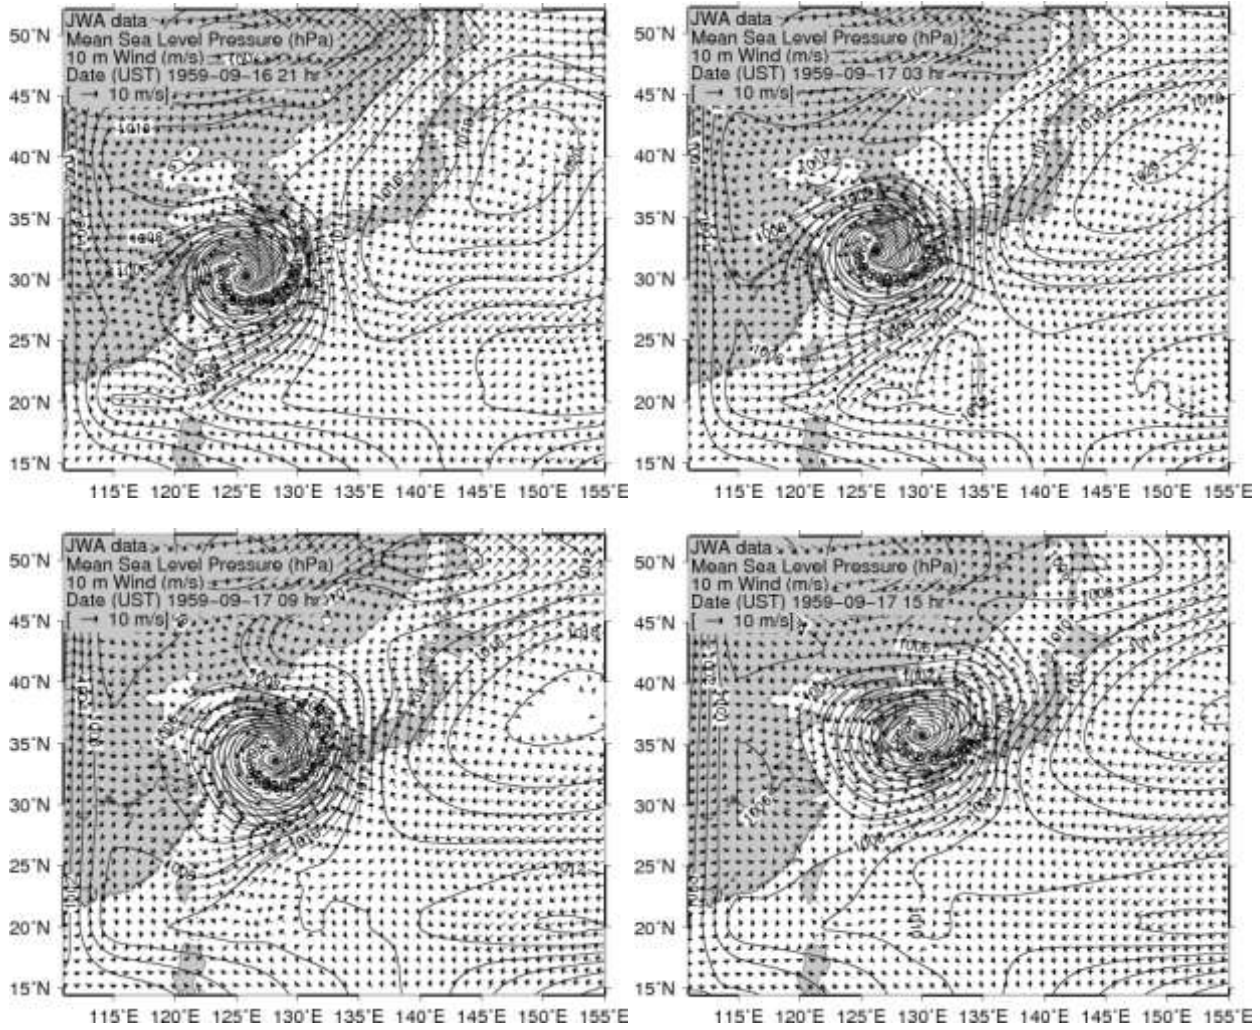 JWA data
Mean Sea Level Pressure (hPa)
10 m Wind (m/s)
Date (UST) 1959-09-16 21 hr
[ → 10 m/s]
50°N
45°N
40°N
35°N
30°N
25°N
20°N
15°N
115°E 120°E 125°E 130°E 135°E 140°E 145°E 150°E 155°E
JWA data
Mean Sea Level Pressure (hPa)
10 m Wind (m/s)
Date (UST) 1959-09-17 03 hr
[ → 10 m/s]
50°N
45°N
40°N
35°N
30°N
25°N
20°N
15°N
115°E 120°E 125°E 130°E 135°E 140°E 145°E 150°E 155°E
JWA data
Mean Sea Level Pressure (hPa)
10 m Wind (m/s)
Date (UST) 1959-09-17 09 hr
[ → 10 m/s]
50°N
45°N
40°N
35°N
30°N
25°N
20°N
15°N
115°E 120°E 125°E 130°E 135°E 140°E 145°E 150°E 155°E
JWA data
Mean Sea Level Pressure (hPa)
10 m Wind (m/s)
Date (UST) 1959-09-17 15 hr
[ → 10 m/s]
50°N
45°N
40°N
35°N
30°N
25°N
20°N
15°N
115°E 120°E 125°E 130°E 135°E 140°E 145°E 150°E 155°E